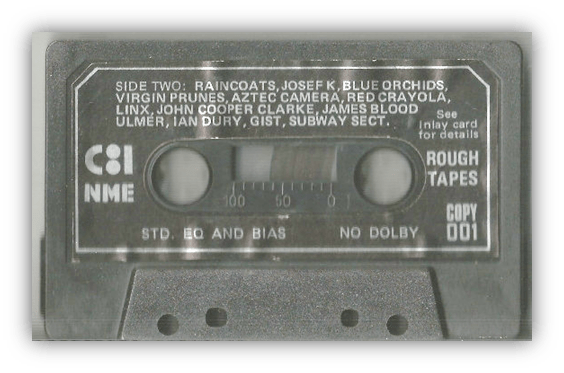 SIDE TWO: RAINCOATS, JOSEF K, BLUE ORCHIDS,
VIRGIN PRUNES, AZTEC CAMERA, RED CRAYOLA,
LINX, JOHN COOPER CLARKE, JAMES BLOOD
ULMER, IAN DURY, GIST, SUBWAY SECT.
See
inlay card
for details
C81
NME
ROUGH
TAPES
100 50 0
COPY
001
STD. EQ AND BIAS NO DOLBY